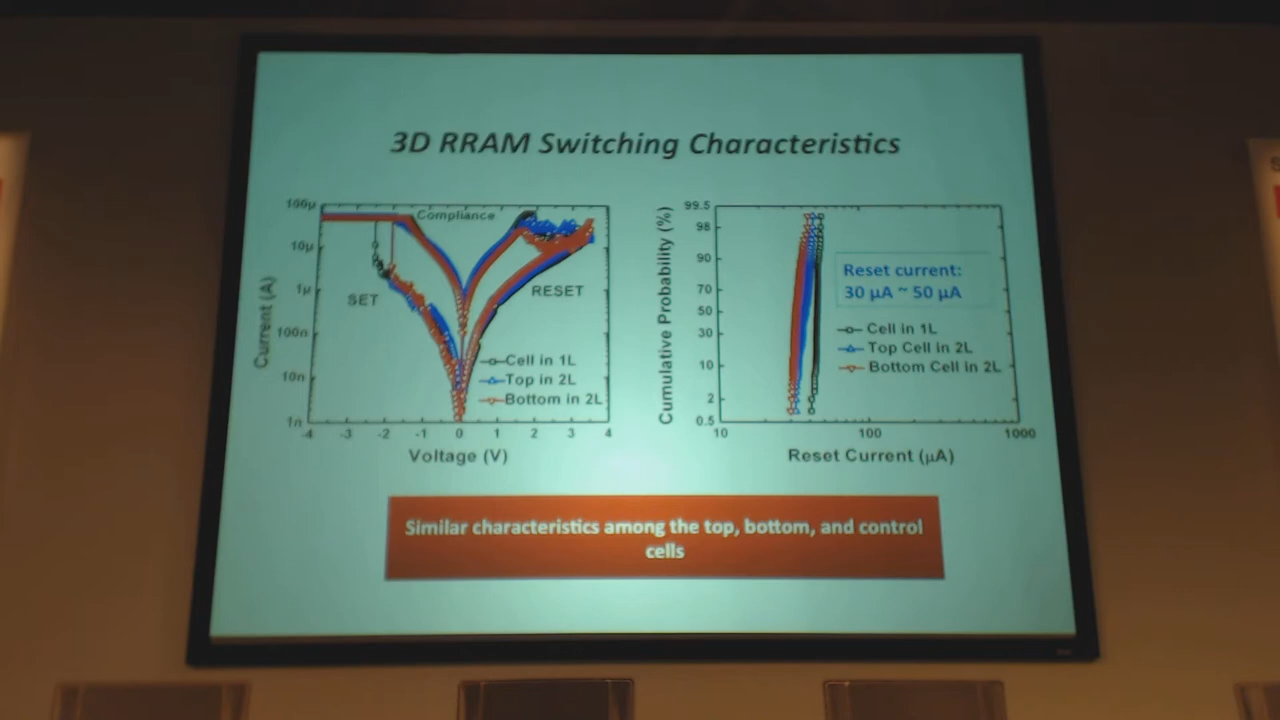 3D RRAM Switching Characteristics
100µ
10µ
1µ
100n
10n
1n
Current (A)
Compliance
SET
RESET
Cell in 1L
Top in 2L
Bottom in 2L
-4 -3 -2 -1 0 1 2 3 4
Voltage (V)
99.5
98
90
70
50
30
10
2
0.5
Cumulative Probability (%)
Reset current:
30 µA ~ 50 µA
Cell in 1L
Top Cell in 2L
Bottom Cell in 2L
10 100 1000
Reset Current (µA)
Similar characteristics among the top, bottom, and control
cells